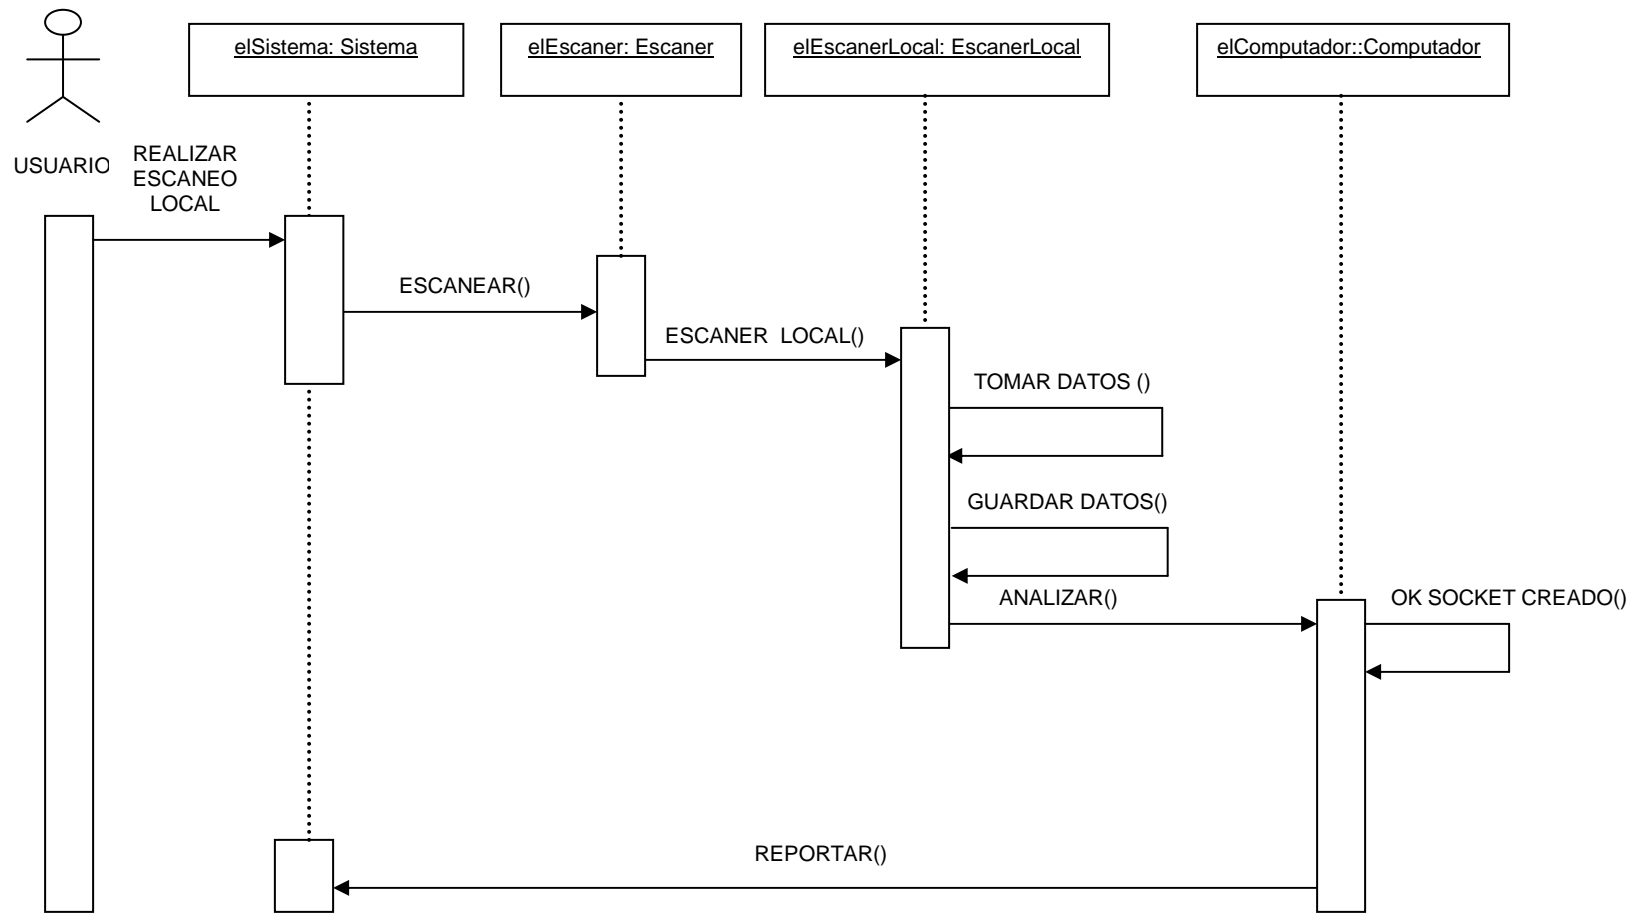 elSistema: Sistema
elEscaner: Escaner
elEscanerLocal: EscanerLocal
elComputador::Computador
USUARIO
REALIZAR
ESCANEO
LOCAL
ESCANEAR()
ESCANER LOCAL()
TOMAR DATOS ()
GUARDAR DATOS()
ANALIZAR()
OK SOCKET CREADO()
REPORTAR()